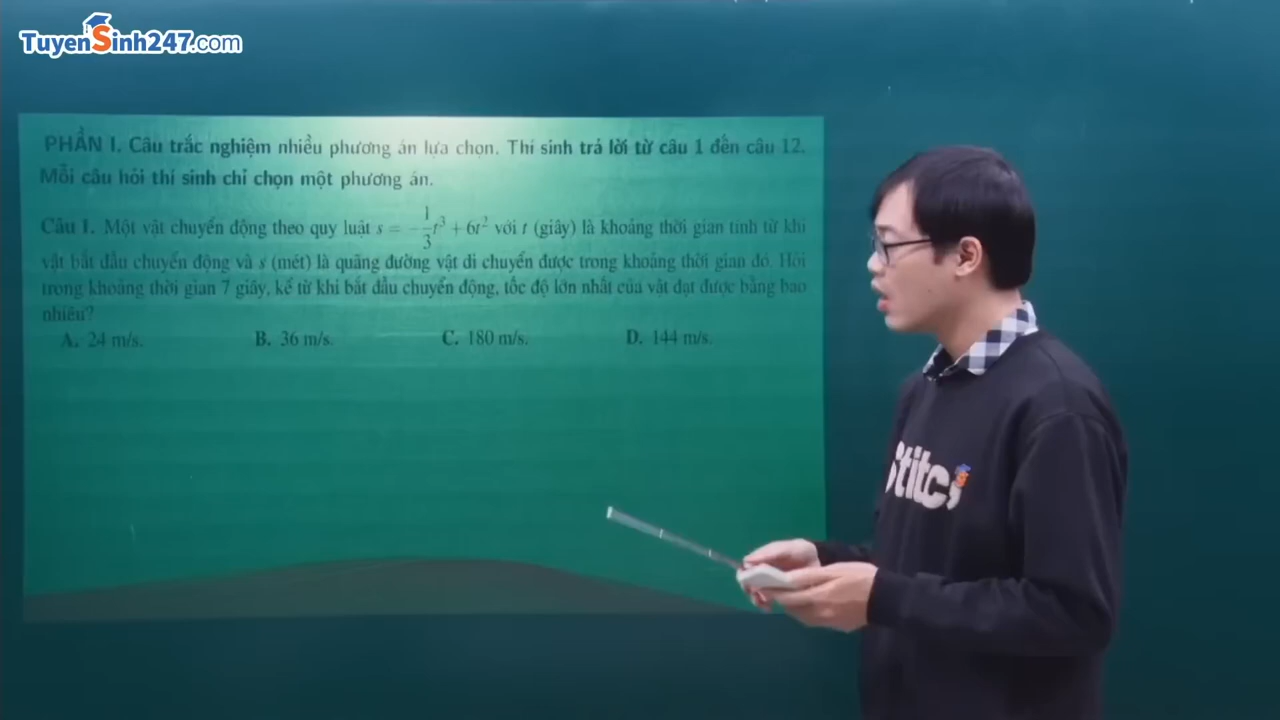 TuyenSinh247.com
PHẦN I. Câu trắc nghiệm nhiều phương án lựa chọn. Thí sinh trả lời từ câu 1 đến câu 12.
Mỗi câu hỏi thí sinh chỉ chọn một phương án.
Câu 1. Một vật chuyển động theo quy luật s = -\frac{1}{3}t³ + 6t² với t (giây) là khoảng thời gian tính từ khi
vật bắt đầu chuyển động và s (mét) là quãng đường vật di chuyển được trong khoảng thời gian đó. Hỏi
trong khoảng thời gian 7 giây, kể từ khi bắt đầu chuyển động, tốc độ lớn nhất của vật đạt được bằng bao
nhiêu?
A. 24 m/s. B. 36 m/s. C. 180 m/s. D. 144 m/s.
Stitc